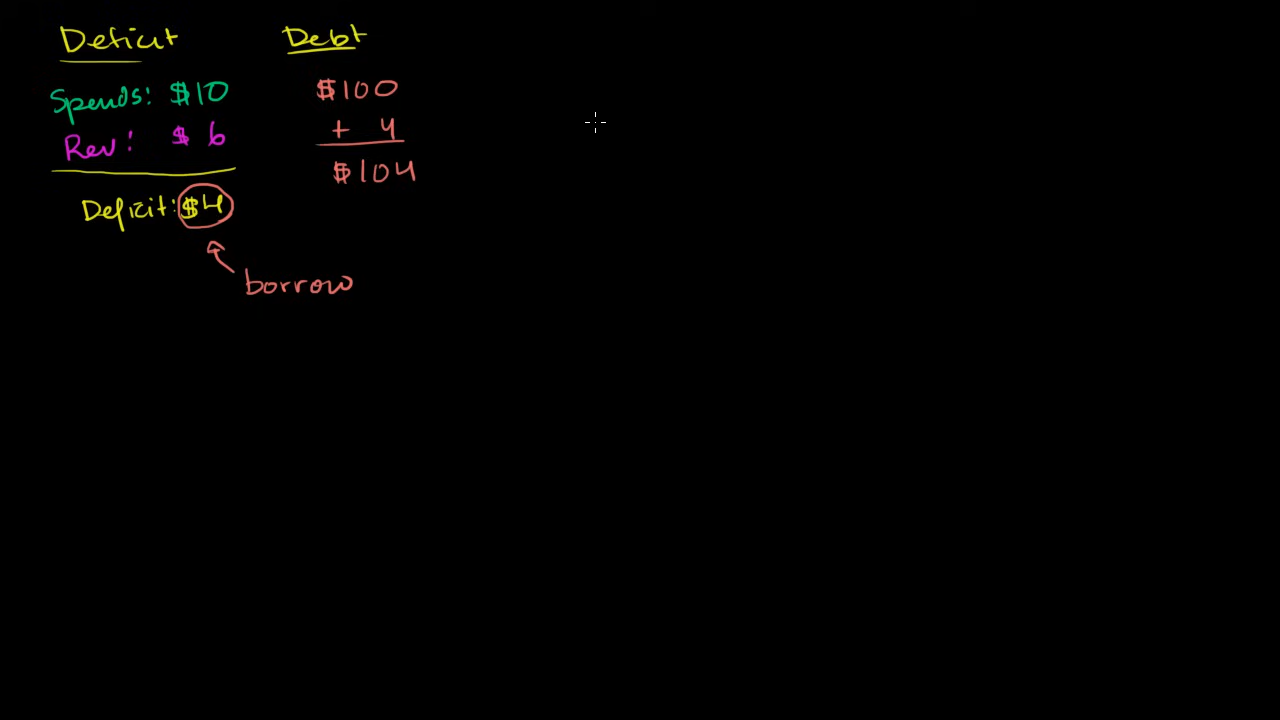 Deficit
Spends: $10
Rev: $ 6
Deficit: $4
borrow
Debt
$100
+ 4
$104